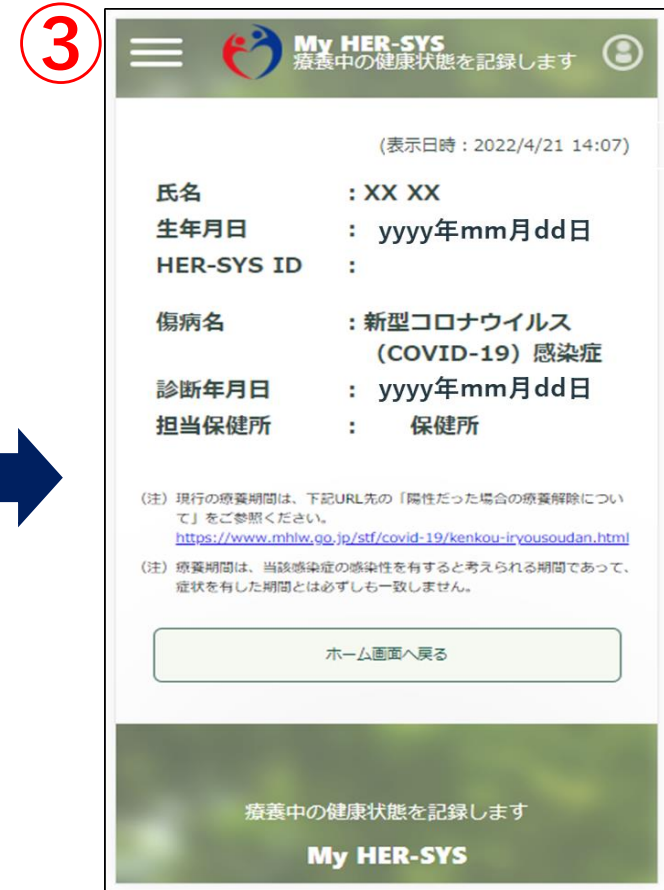 ③
My HER-SYS
療養中の健康状態を記録します
(表示日時：2022/4/21 14:07)
氏名 ：XX XX
生年月日 ： yyyy年mm月dd日
HER-SYS ID ：
傷病名 ：新型コロナウイルス
(COVID-19) 感染症
診断年月日 ： yyyy年mm月dd日
担当保健所 ： 保健所
(注) 現行の療養期間は、下記URL先の「陽性だった場合の療養解除につい
て」をご参照ください。
https://www.mhlw.go.jp/stf/covid-19/kenkou-iryousoudan.html
(注) 療養期間は、当該感染症の感染性を有すると考えられる期間であって、
症状を有した期間とは必ずしも一致しません。
ホーム画面へ戻る
療養中の健康状態を記録します
My HER-SYS